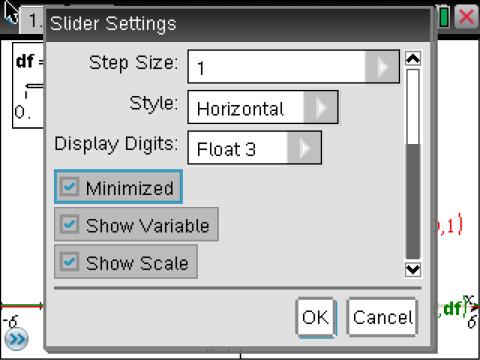 Slider Settings
1.
df =
Step Size: 1
0.
Style: Horizontal
Display Digits: Float 3
Minimized
Show Variable
,1)
Show Scale
,df)
x
-6
6
OK
Cancel